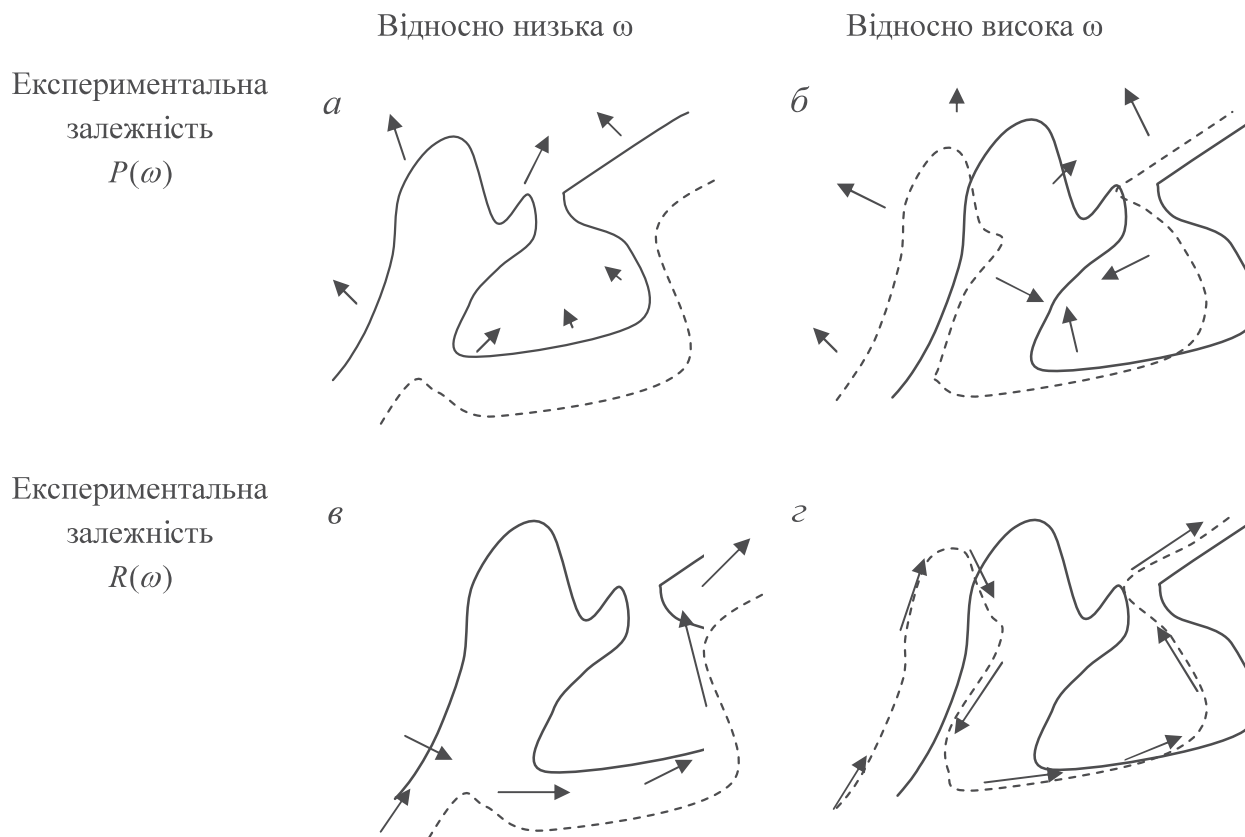 Відносно низька ω
Відносно висока ω
Експериментальна
залежність
P(ω)
а
б
Експериментальна
залежність
R(ω)
в
г